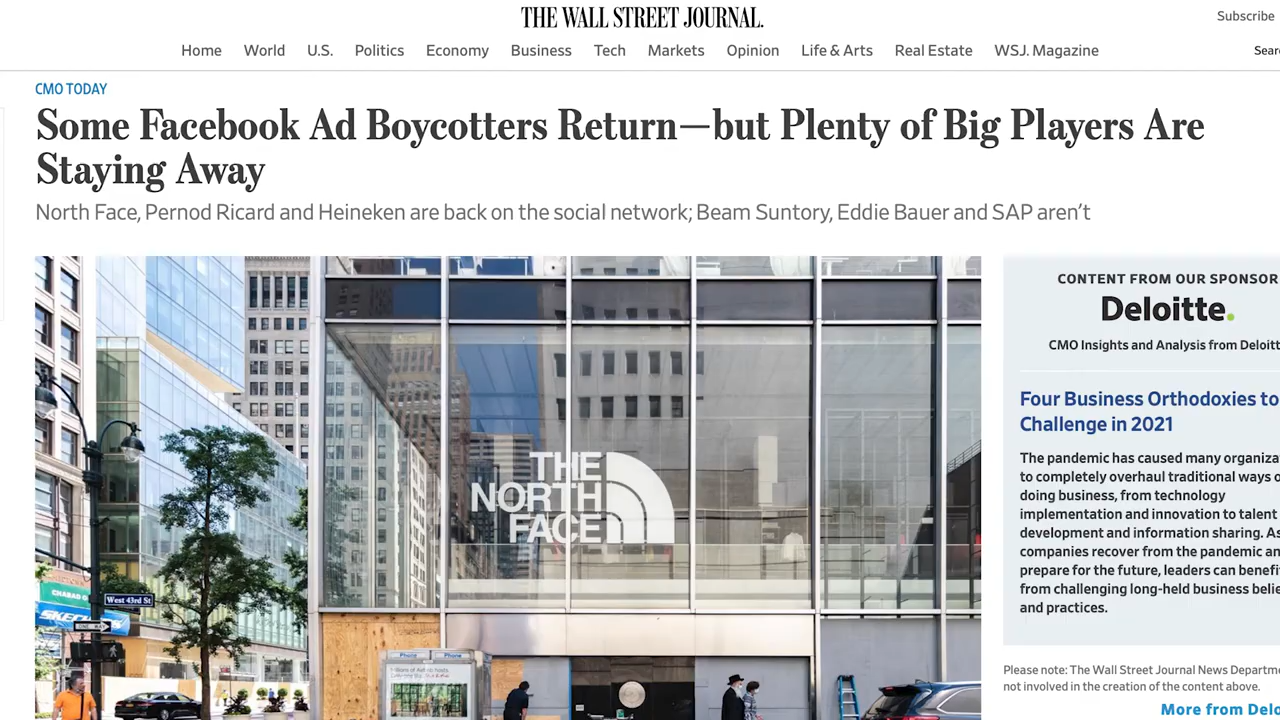 THE WALL STREET JOURNAL.
Subscribe
Home World U.S. Politics Economy Business Tech Markets Opinion Life & Arts Real Estate WSJ. Magazine
Sear
CMO TODAY
Some Facebook Ad Boycotters Return—but Plenty of Big Players Are
Staying Away
North Face, Pernod Ricard and Heineken are back on the social network; Beam Suntory, Eddie Bauer and SAP aren't
THE
NORTH
FACE
CHABAD
SKECHERS
West 43rd St
ONE WAY
Phone Phone
CONTENT FROM OUR SPONSOR
Deloitte.
CMO Insights and Analysis from Deloitt
Four Business Orthodoxies to
Challenge in 2021
The pandemic has caused many organiza
to completely overhaul traditional ways o
doing business, from technology
implementation and innovation to talent
development and information sharing. As
companies recover from the pandemic an
prepare for the future, leaders can benefi
from challenging long-held business belie
and practices.
Please note: The Wall Street Journal News Departme
not involved in the creation of the content above.
More from Delo